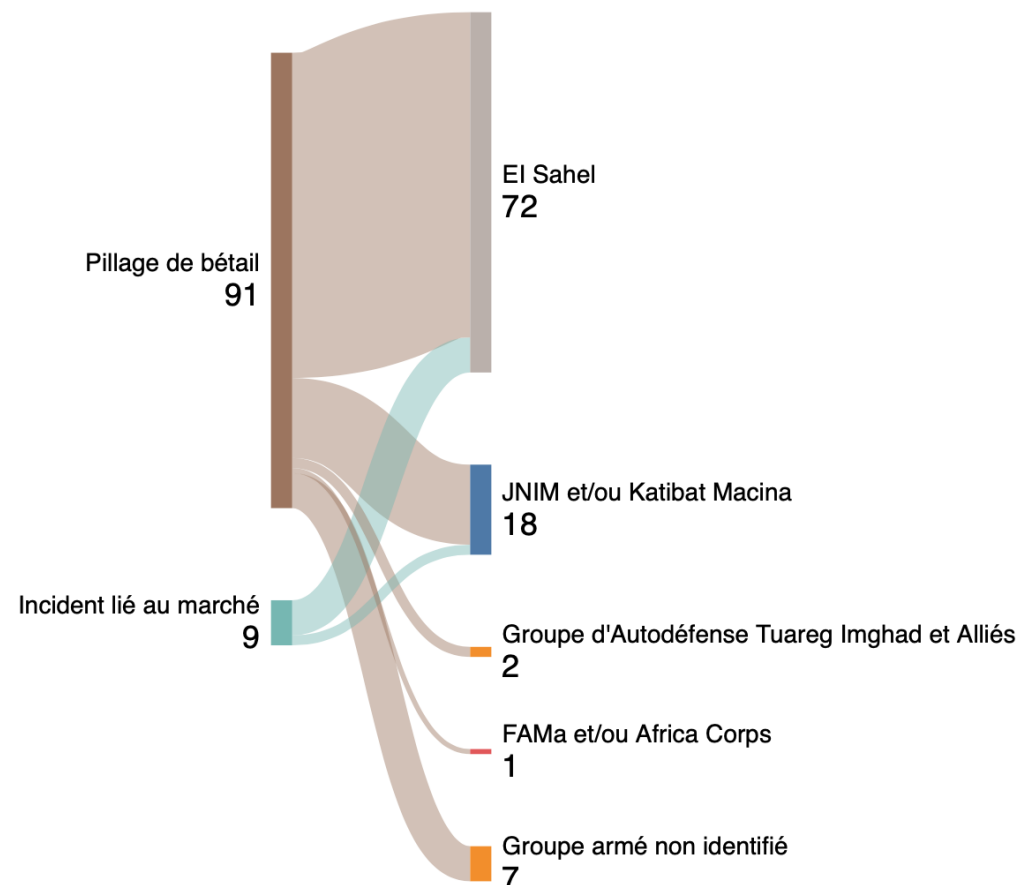 Pillage de bétail
91
Incident lié au marché
9
EI Sahel
72
JNIM et/ou Katibat Macina
18
Groupe d'Autodéfense Tuareg Imghad et Alliés
2
FAMa et/ou Africa Corps
1
Groupe armé non identifié
7